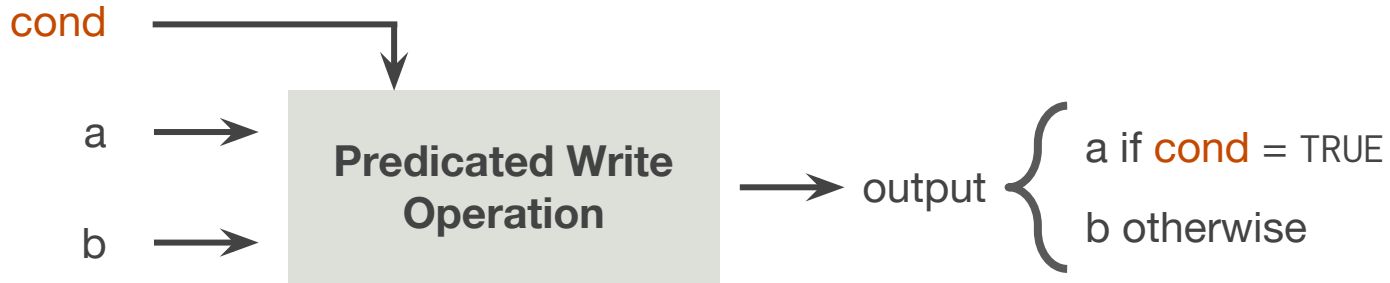 cond
a
b
Predicated Write
Operation
output
a if cond = TRUE
b otherwise